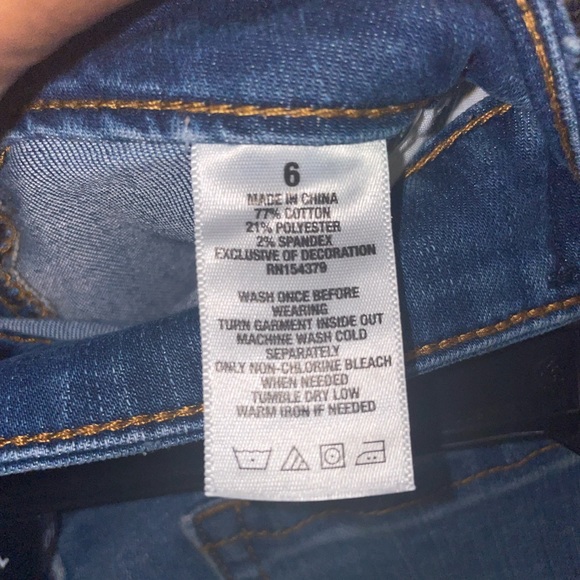 6
MADE IN CHINA
77% COTTON
21% POLYESTER
2% SPANDEX
EXCLUSIVE OF DECORATION
RN154379
WASH ONCE BEFORE
WEARING
TURN GARMENT INSIDE OUT
MACHINE WASH COLD
SEPARATELY
ONLY NON-CHLORINE BLEACH
WHEN NEEDED
TUMBLE DRY LOW
WARM IRON IF NEEDED